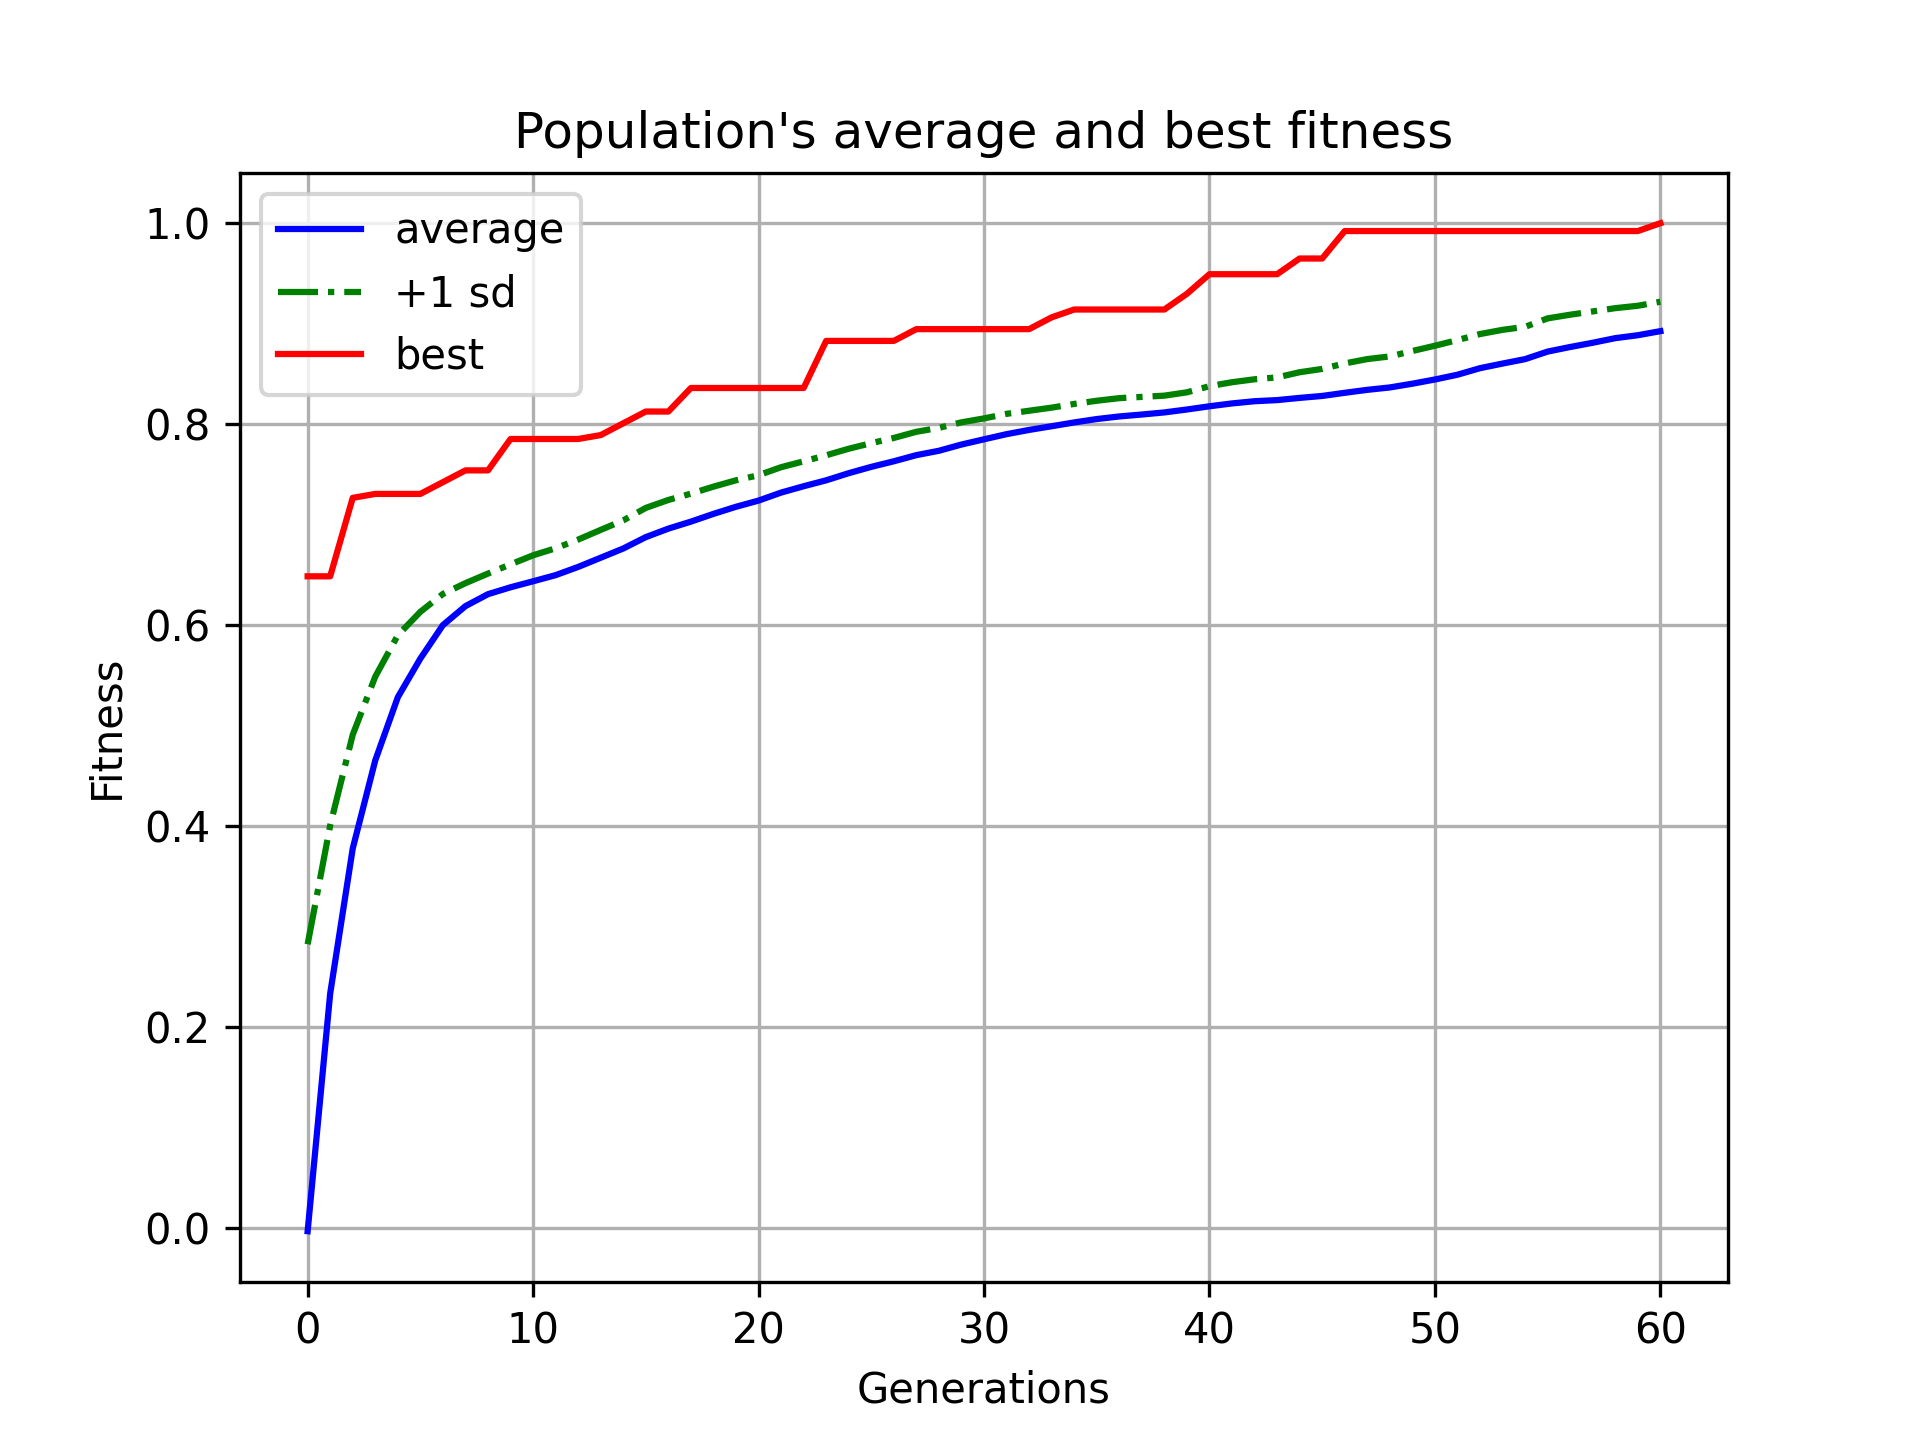 Population's average and best fitness
average
+1 sd
best
1.0
0.8
0.6
0.4
0.2
0.0
Fitness
0 10 20 30 40 50 60
Generations